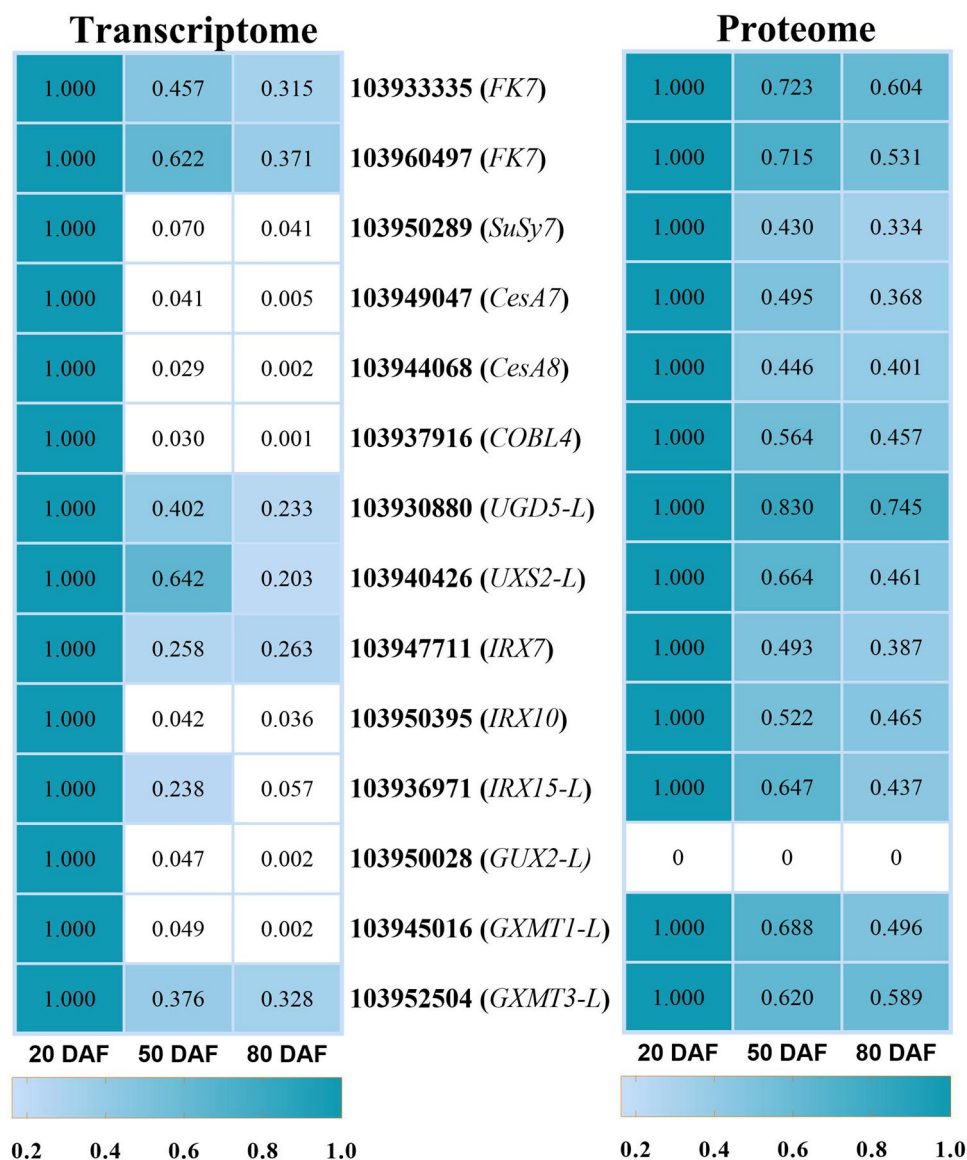 Transcriptome Proteome
1.000 0.457 0.315 103933335 (FK7) 1.000 0.723 0.604
1.000 0.622 0.371 103960497 (FK7) 1.000 0.715 0.531
1.000 0.070 0.041 103950289 (SuSy7) 1.000 0.430 0.334
1.000 0.041 0.005 103949047 (CesA7) 1.000 0.495 0.368
1.000 0.029 0.002 103944068 (CesA8) 1.000 0.446 0.401
1.000 0.030 0.001 103937916 (COBL4) 1.000 0.564 0.457
1.000 0.402 0.233 103930880 (UGD5-L) 1.000 0.830 0.745
1.000 0.642 0.203 103940426 (UXS2-L) 1.000 0.664 0.461
1.000 0.258 0.263 103947711 (IRX7) 1.000 0.493 0.387
1.000 0.042 0.036 103950395 (IRX10) 1.000 0.522 0.465
1.000 0.238 0.057 103936971 (IRX15-L) 1.000 0.647 0.437
1.000 0.047 0.002 103950028 (GUX2-L) 0 0 0
1.000 0.049 0.002 103945016 (GXMT1-L) 1.000 0.688 0.496
1.000 0.376 0.328 103952504 (GXMT3-L) 1.000 0.620 0.589
20 DAF 50 DAF 80 DAF 20 DAF 50 DAF 80 DAF
0.2 0.4 0.6 0.8 1.0 0.2 0.4 0.6 0.8 1.0